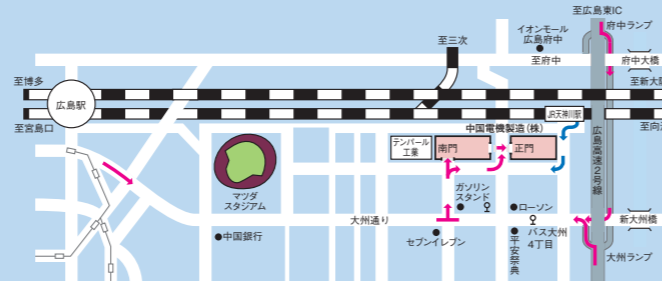 至広島東IC
府中ランプ
イオンモール
広島府中
至三次
至府中
府中大橋
至博多
至新大阪
広島駅
JR天神川駅
至宮島口
至向洋
中国電機製造(株)
テンパール
工業
南門
正門
広島高速2号線
マツダ
スタジアム
ガソリン
スタンド
ローソン
大州通り
新大州橋
中国銀行
セブンイレブン
平安祭典
バス大州
4丁目
大州ランプ